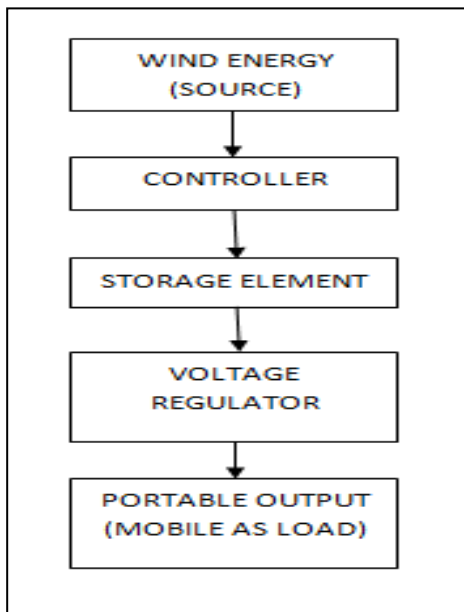 WIND ENERGY
(SOURCE)
CONTROLLER
STORAGE ELEMENT
VOLTAGE
REGULATOR
PORTABLE OUTPUT
(MOBILE AS LOAD)